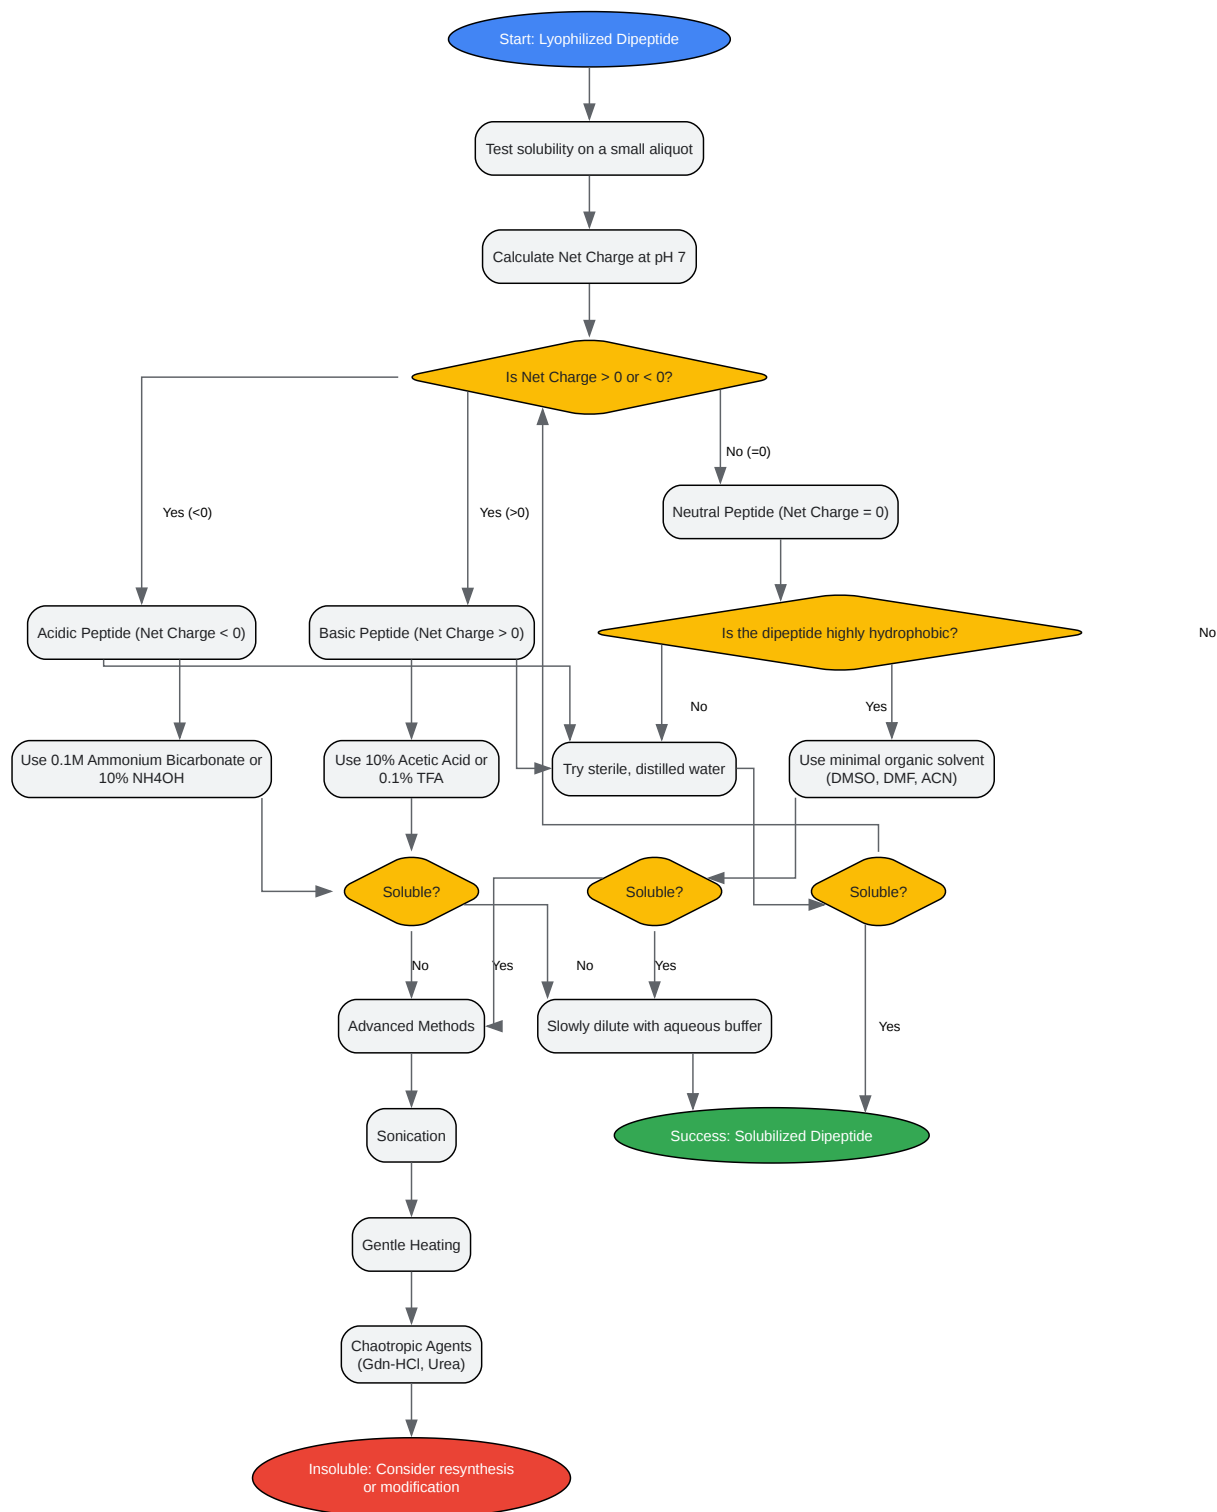 Start: Lyophilized Dipeptide
Test solubility on a small aliquot
Calculate Net Charge at pH 7
Is Net Charge > 0 or < 0?
No (=0)
Yes (<0)
Yes (>0)
Neutral Peptide (Net Charge = 0)
Acidic Peptide (Net Charge < 0)
Basic Peptide (Net Charge > 0)
Is the dipeptide highly hydrophobic?
No
No
Yes
Use 0.1M Ammonium Bicarbonate or
10% NH4OH
Use 10% Acetic Acid or
0.1% TFA
Try sterile, distilled water
Use minimal organic solvent
(DMSO, DMF, ACN)
Soluble?
Soluble?
Soluble?
No
Yes
No
Yes
Advanced Methods
Slowly dilute with aqueous buffer
Yes
Sonication
Success: Solubilized Dipeptide
Gentle Heating
Chaotropic Agents
(Gdn-HCl, Urea)
Insoluble: Consider resynthesis
or modification